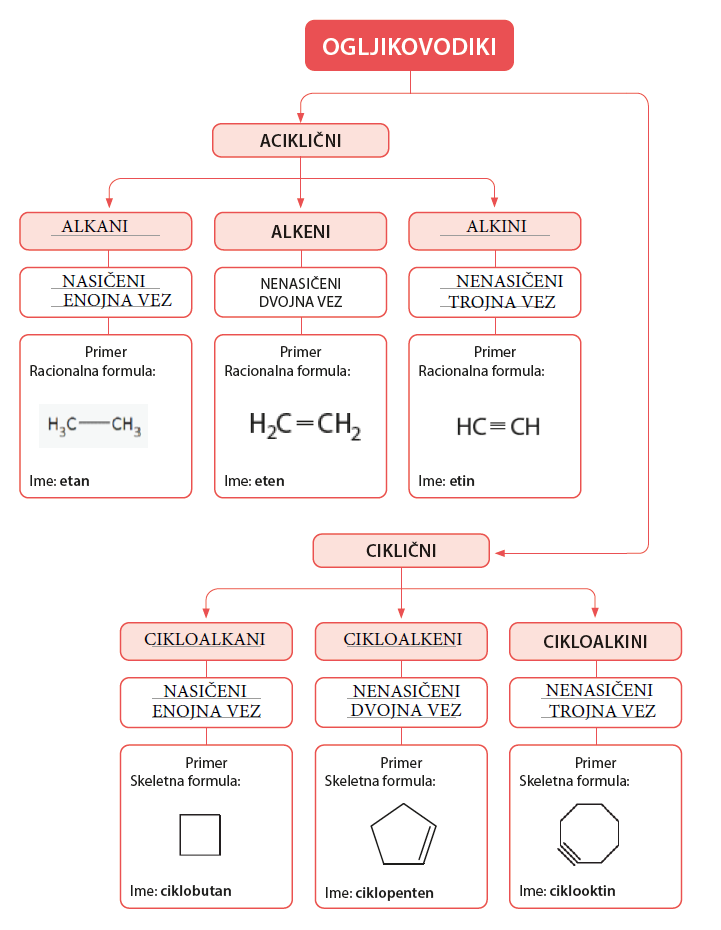 OGLJIKOVODIKI
ACIKLIČNI
ALKANI
ALKENI
ALKINI
NASIČENI
ENOJNA VEZ
NENASIČENI
DVOJNA VEZ
NENASIČENI
TROJNA VEZ
Primer
Racionalna formula:
H₃C—CH₃
Ime: etan
Primer
Racionalna formula:
H₂C=CH₂
Ime: eten
Primer
Racionalna formula:
HC≡CH
Ime: etin
CIKLIČNI
CIKLOALKANI
CIKLOALKENI
CIKLOALKINI
NASIČENI
ENOJNA VEZ
NENASIČENI
DVOJNA VEZ
NENASIČENI
TROJNA VEZ
Primer
Skeletna formula:
Ime: ciklobutan
Primer
Skeletna formula:
Ime: ciklopenten
Primer
Skeletna formula:
Ime: ciklooktin